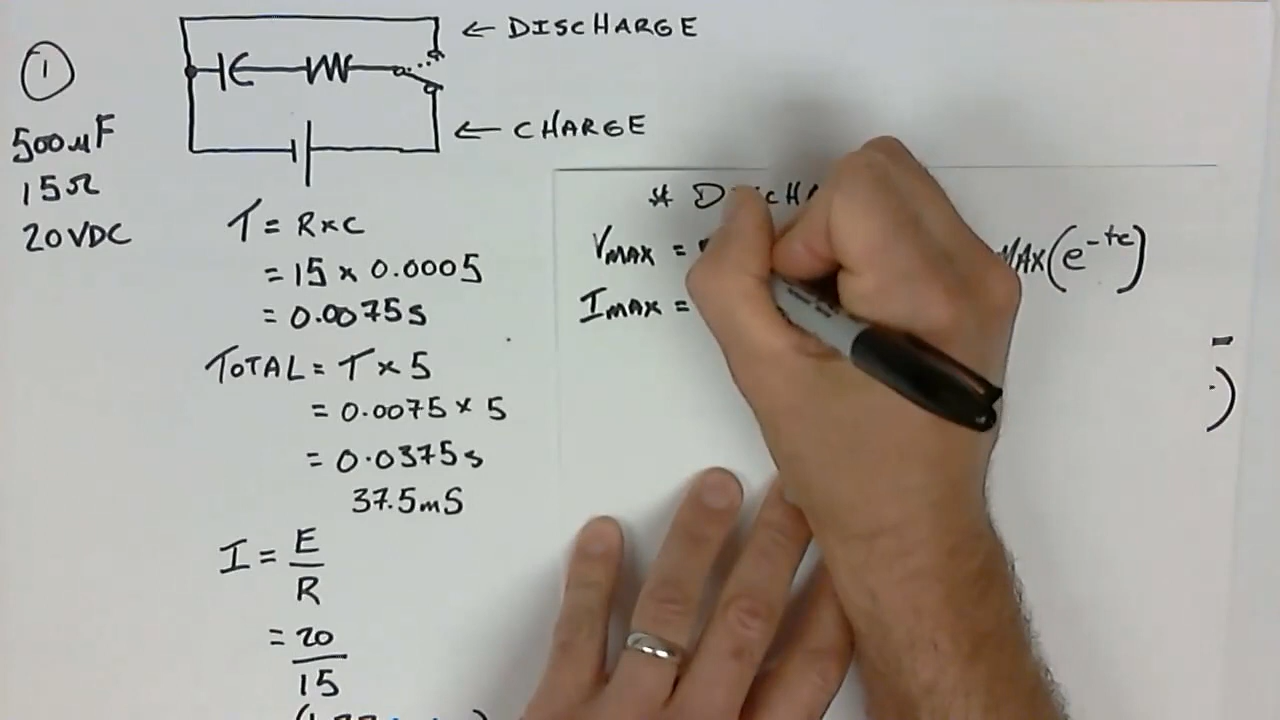 1
500μF
15Ω
20VDC
← DISCHARGE
← CHARGE
T = R×C
= 15 × 0.0005
= 0.0075s
TOTAL = T × 5
= 0.0075 × 5
= 0.0375s
37.5mS
I = E
R
= 20
15
VMAX =
IMAX =
MAX(e-tc)
)